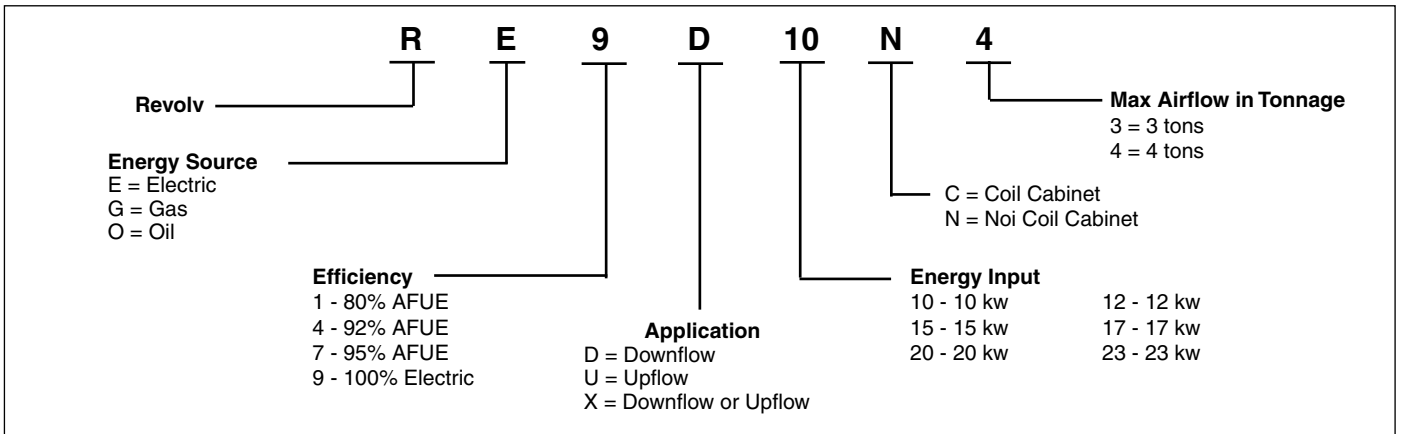 R E 9 D 10 N 4
Revolv
Max Airflow in Tonnage
3 = 3 tons
4 = 4 tons
Energy Source
E = Electric
G = Gas
O = Oil
C = Coil Cabinet
N = Noi Coil Cabinet
Efficiency
1 - 80% AFUE
4 - 92% AFUE
7 - 95% AFUE
9 - 100% Electric
Application
D = Downflow
U = Upflow
X = Downflow or Upflow
Energy Input
10 - 10 kw 12 - 12 kw
15 - 15 kw 17 - 17 kw
20 - 20 kw 23 - 23 kw